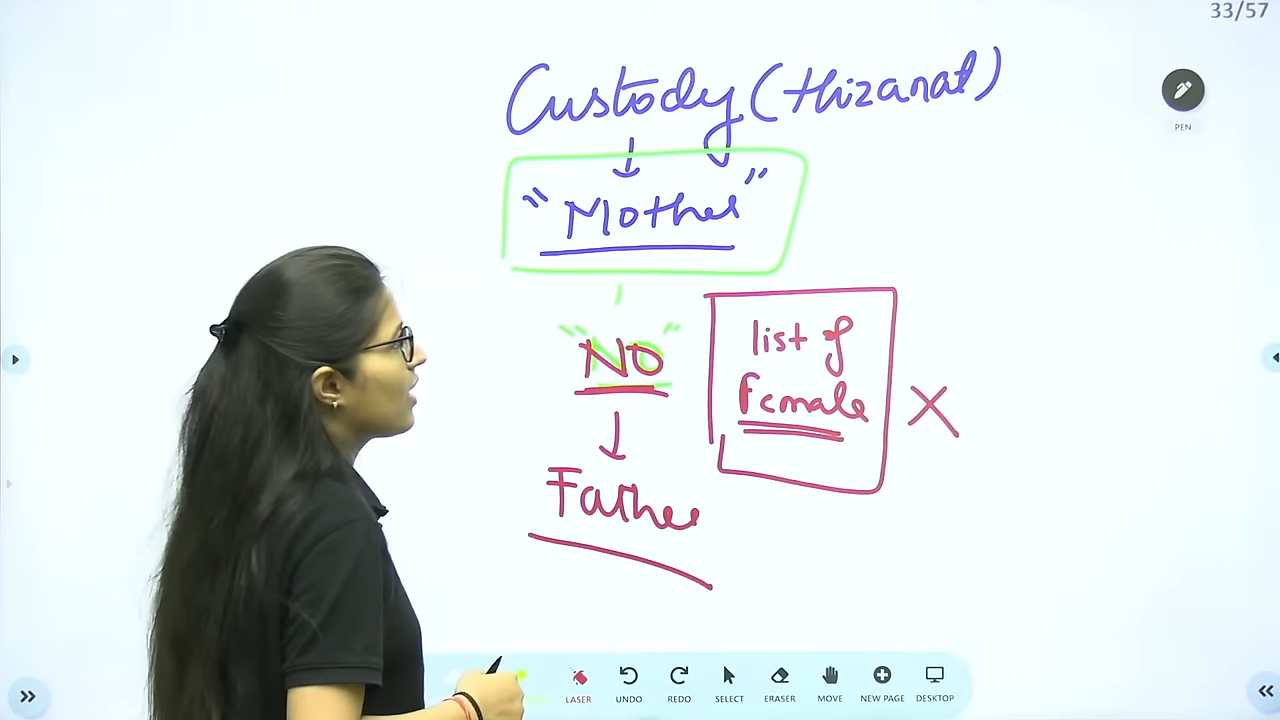 33/57
Custody (Hizanat)
PEN
"Mother"
"NO"
list of
Female
X
Father
LASER
UNDO
REDO
SELECT
ERASER
MOVE
NEW PAGE
DESKTOP